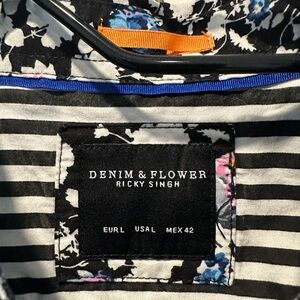 DENIM & FLOWER
RICKY SINGH
EUR L USA L MEX 42